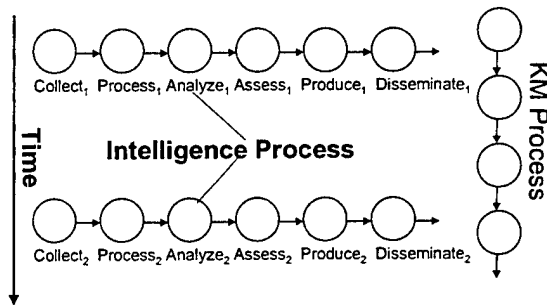 Collect₁ Process₁ Analyze₁ Assess₁ Produce₁ Disseminate₁
Time
Intelligence Process
KM Process
Collect₂ Process₂ Analyze₂ Assess₂ Produce₂ Disseminate₂